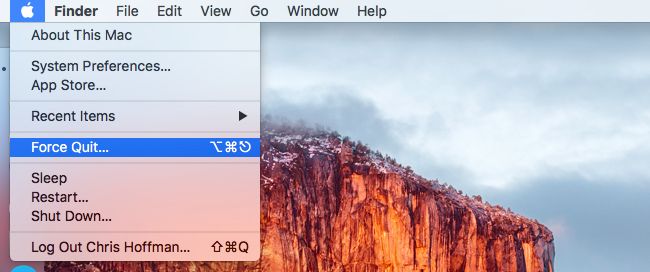 Finder File Edit View Go Window Help
About This Mac
System Preferences...
App Store...
Recent Items ▶
Force Quit... ⌥⌘⎋
Sleep
Restart...
Shut Down...
Log Out Chris Hoffman... ⇧⌘Q